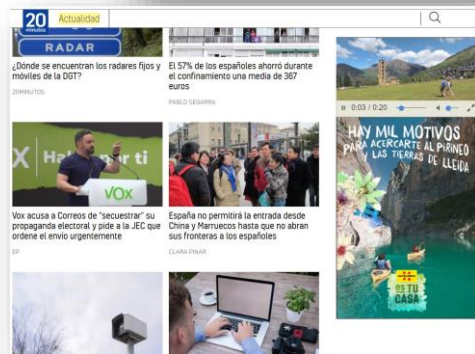 20
minutos
Actualidad
RADAR
¿Dónde se encuentran los radares fijos y
móviles de la DGT?
20MINUTOS
El 57% de los españoles ahorró durante
el confinamiento una media de 367
euros
PABLO SEGARRA
X
Ha
por ti
VOX
Vox acusa a Correos de "secuestrar" su
propaganda electoral y pide a la JEC que
ordene el envío urgentemente
EP
España no permitirá la entrada desde
China y Marruecos hasta que no abran
sus fronteras a los españoles
CLARA PINAR
0:03 / 0:20
HAY MIL MOTIVOS
PARA ACERCARTE AL PIRINEO
Y LAS TIERRAS DE LLEIDA
ES TU
CASA